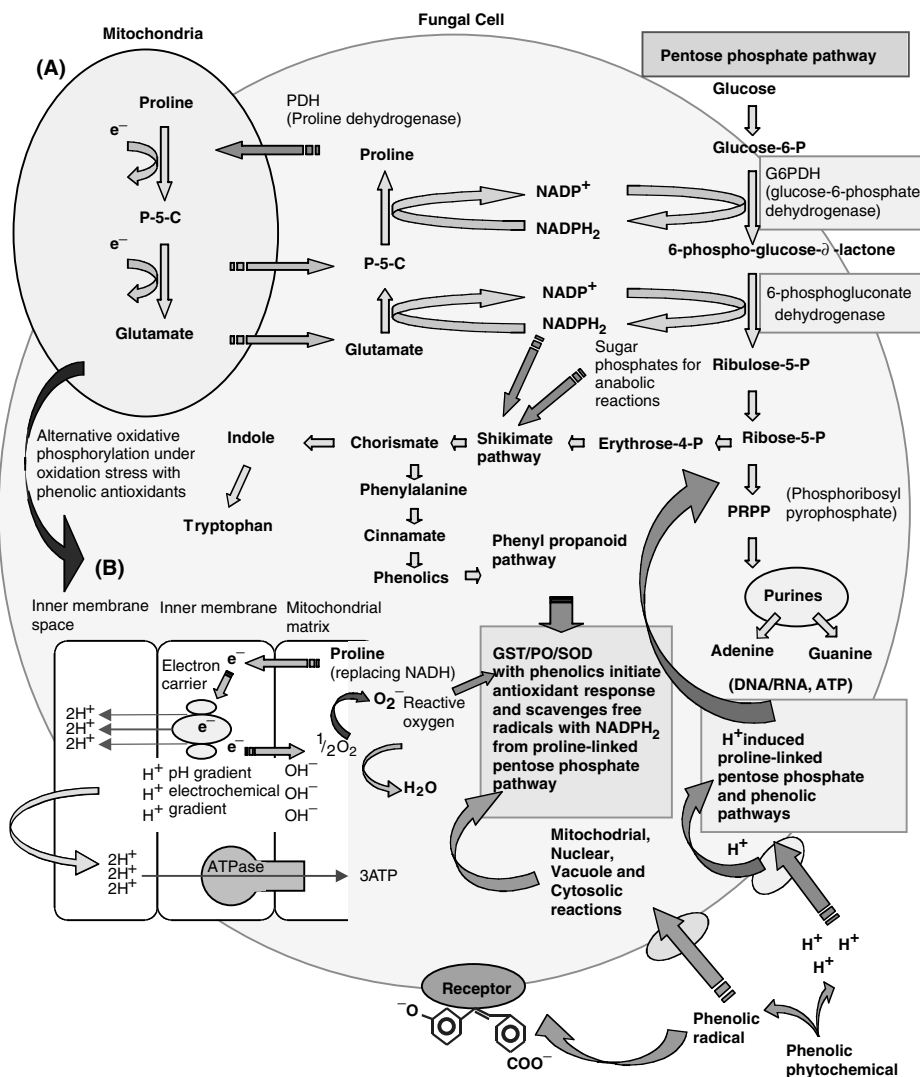 Fungal Cell
Mitochondria
(A)
Pentose phosphate pathway
Glucose
Glucose-6-P
G6PDH
(glucose-6-phosphate
dehydrogenase)
6-phospho-glucose-∂-lactone
6-phosphogluconate
dehydrogenase
Ribulose-5-P
Proline
e⁻
P-5-C
e⁻
Glutamate
PDH
(Proline dehydrogenase)
Proline
P-5-C
Glutamate
NADP⁺
NADPH₂
NADP⁺
NADPH₂
Sugar
phosphates for
anabolic
reactions
Alternative oxidative
phosphorylation under
oxidation stress with
phenolic antioxidants
Indole
Chorismate
Shikimate
pathway
Erythrose-4-P
Ribose-5-P
Tryptophan
Phenylalanine
Cinnamate
Phenolics
Phenyl propanoid
pathway
PRPP
(Phosphoribosyl
pyrophosphate)
Purines
Adenine
Guanine
(DNA/RNA, ATP)
(B)
Inner membrane
space
Inner membrane
Mitochondrial
matrix
Electron
carrier
e⁻
Proline
(replacing NADH)
2H⁺
2H⁺
2H⁺
e⁻
e⁻
O₂⁻
Reactive
oxygen
1/2O₂
H₂O
H⁺ pH gradient
H⁺ electrochemical
H⁺ gradient
OH⁻
OH⁻
OH⁻
2H⁺
2H⁺
2H⁺
ATPase
3ATP
GST/PO/SOD
with phenolics initiate
antioxidant response
and scavenges free
radicals with NADPH₂
from proline-linked
pentose phosphate
pathway
H⁺induced
proline-linked
pentose phosphate
and phenolic
pathways
Mitochdrial,
Nuclear,
Vacuole and
Cytosolic
reactions
H⁺
H⁺ H⁺
H⁺
Receptor
⁻O
COO⁻
Phenolic
radical
Phenolic
phytochemical